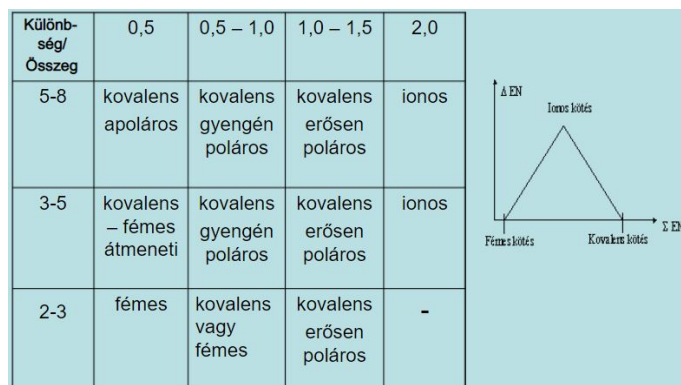 Különb-
ség/
Összeg
0,5
0,5 – 1,0
1,0 – 1,5
2,0
5-8
kovalens
apoláros
kovalens
gyengén
poláros
kovalens
erősen
poláros
ionos
3-5
kovalens
– fémes
átmeneti
kovalens
gyengén
poláros
kovalens
erősen
poláros
ionos
2-3
fémes
kovalens
vagy
fémes
kovalens
erősen
poláros
-
Δ EN
Ionos kötés
Σ EN
Fémes kötés
Kovalens kötés